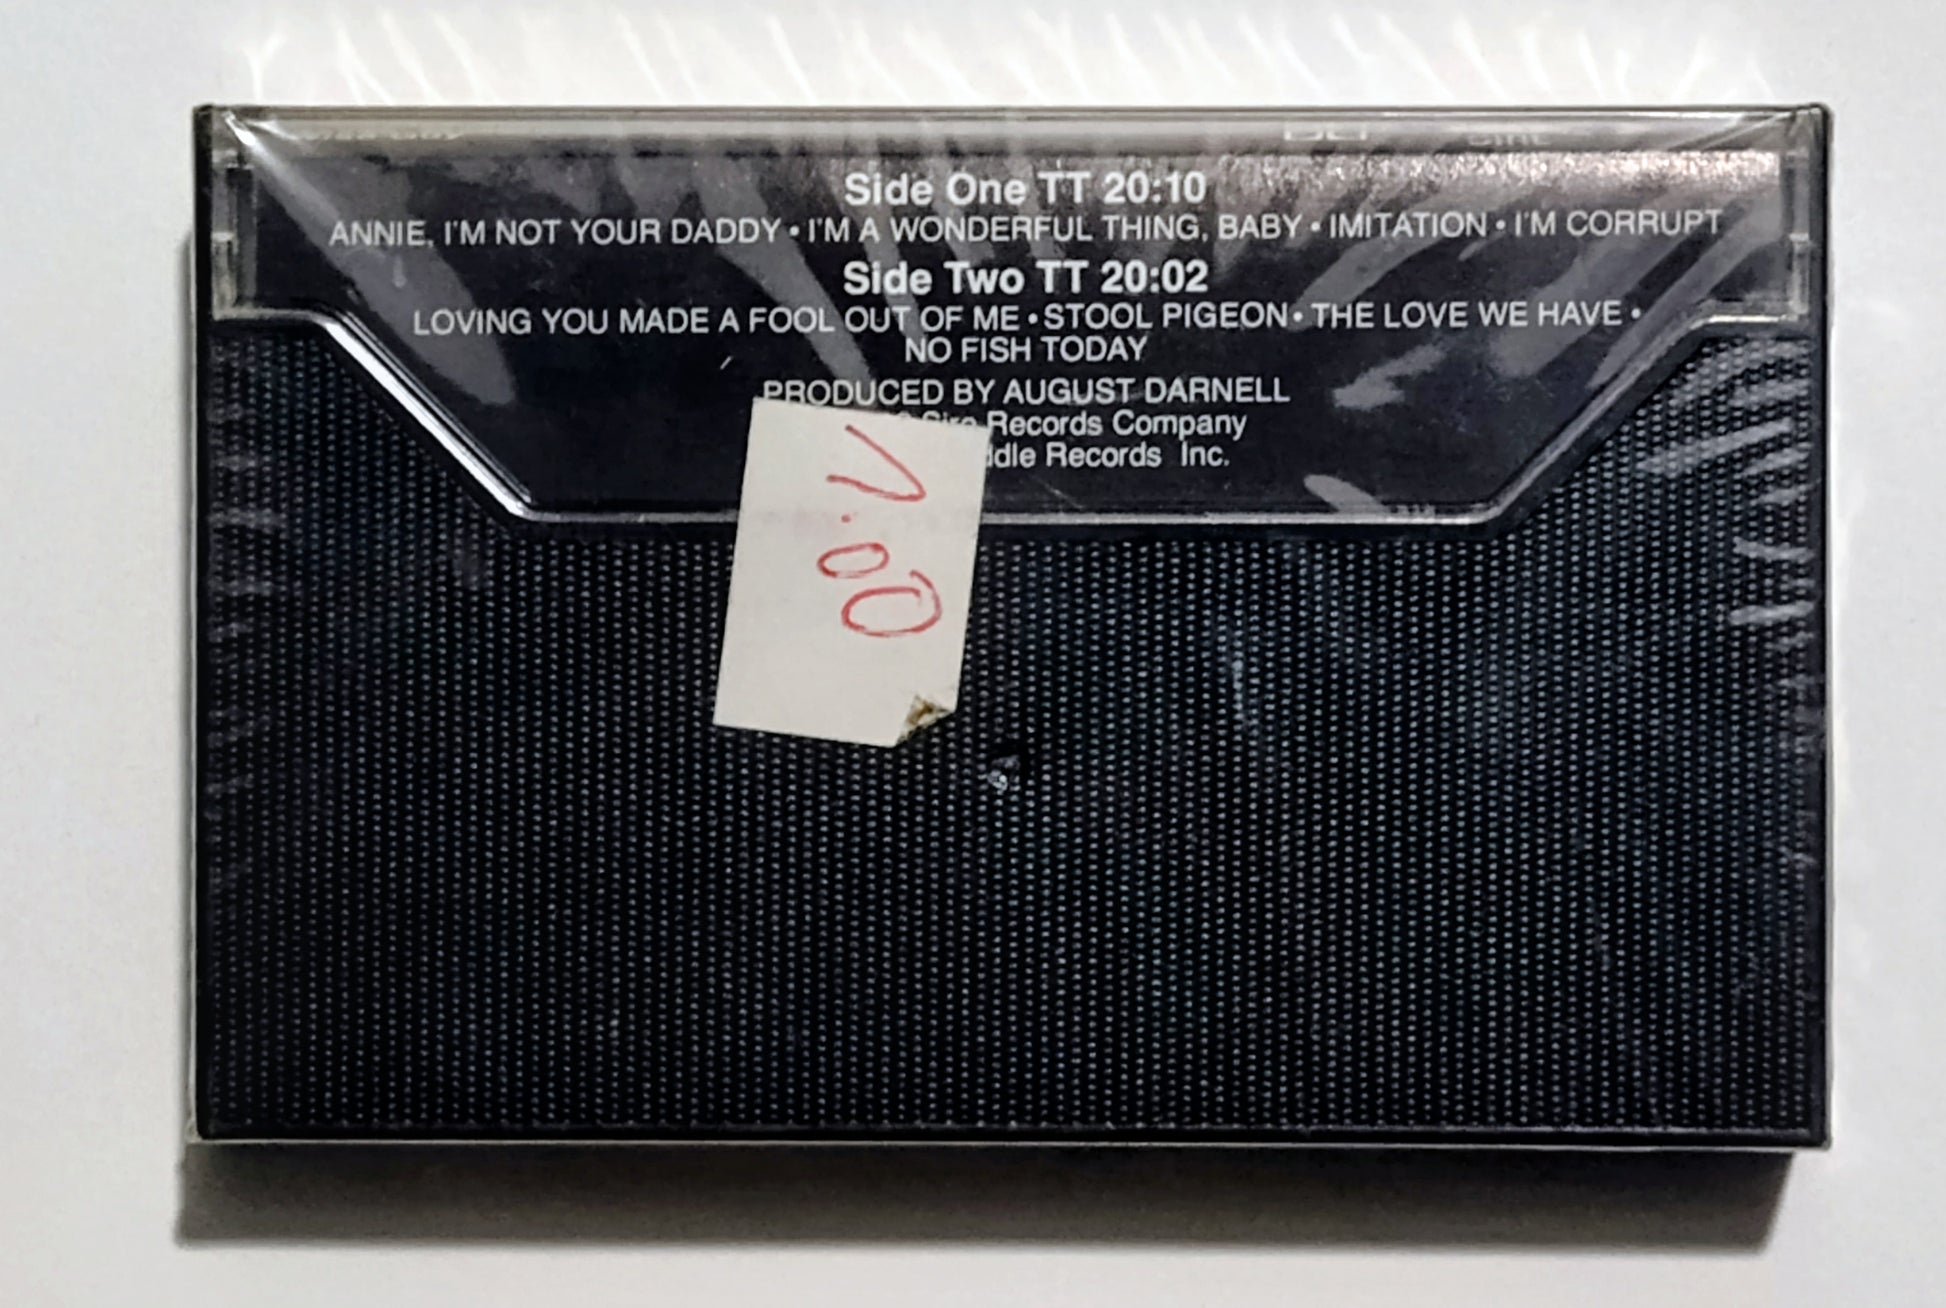 Side One TT 20:10
ANNIE, I'M NOT YOUR DADDY • I'M A WONDERFUL THING, BABY • IMITATION • I'M CORRUPT
Side Two TT 20:02
LOVING YOU MADE A FOOL OUT OF ME • STOOL PIGEON • THE LOVE WE HAVE •
NO FISH TODAY
PRODUCED BY AUGUST DARNELL
Records Company
Records Inc.